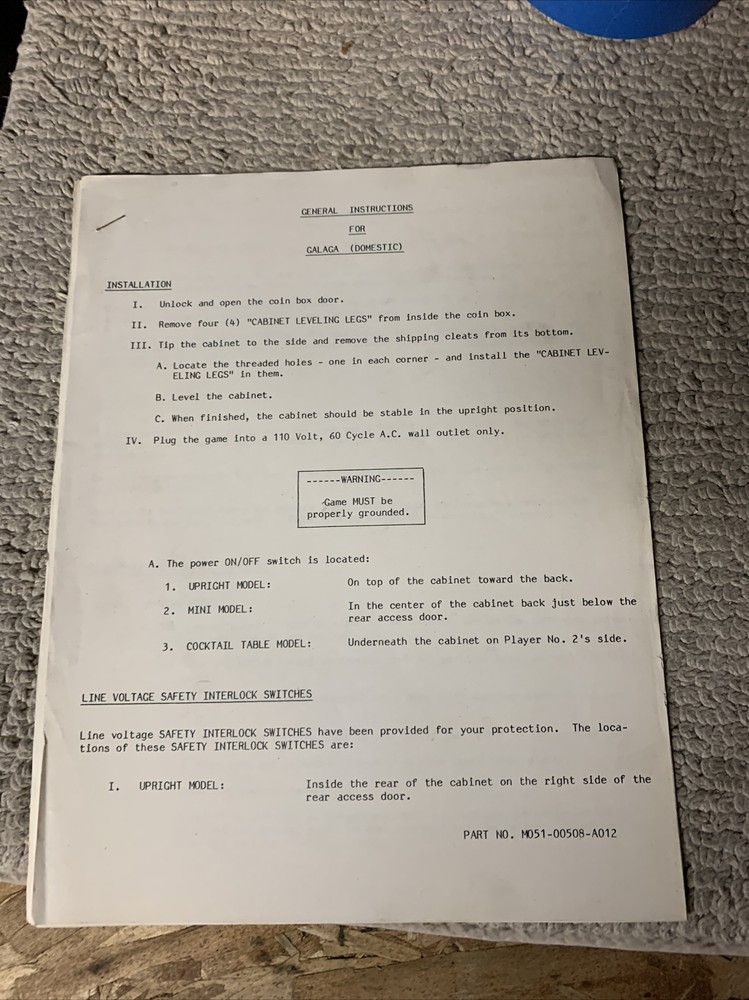 GENERAL INSTRUCTIONS
FOR
GALAGA (DOMESTIC)
INSTALLATION
I. Unlock and open the coin box door.
II. Remove four (4) "CABINET LEVELING LEGS" from inside the coin box.
III. Tip the cabinet to the side and remove the shipping cleats from its bottom.
A. Locate the threaded holes - one in each corner - and install the "CABINET LEV-
ELING LEGS" in them.
B. Level the cabinet.
C. When finished, the cabinet should be stable in the upright position.
IV. Plug the game into a 110 Volt, 60 Cycle A.C. wall outlet only.
------WARNING------
Game MUST be
properly grounded.
A. The power ON/OFF switch is located:
1. UPRIGHT MODEL: On top of the cabinet toward the back.
2. MINI MODEL: In the center of the cabinet back just below the
rear access door.
3. COCKTAIL TABLE MODEL: Underneath the cabinet on Player No. 2's side.
LINE VOLTAGE SAFETY INTERLOCK SWITCHES
Line voltage SAFETY INTERLOCK SWITCHES have been provided for your protection. The loca-
tions of these SAFETY INTERLOCK SWITCHES are:
I. UPRIGHT MODEL: Inside the rear of the cabinet on the right side of the
rear access door.
PART NO. M051-00508-A012